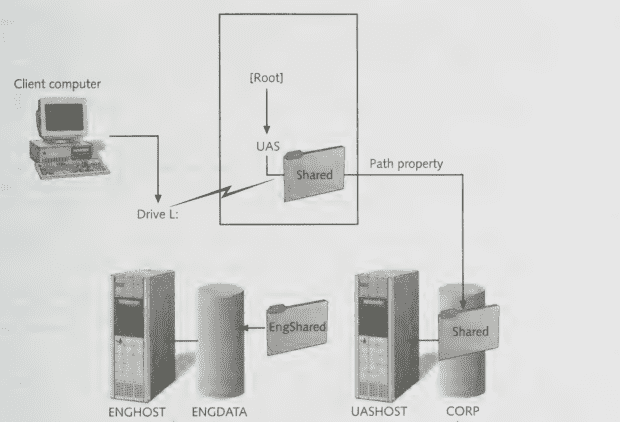 [Root]
Client computer
UAS
Shared
Path property
Drive L:
EngShared
Shared
ENGHOST
ENGDATA
UASHOST
CORP